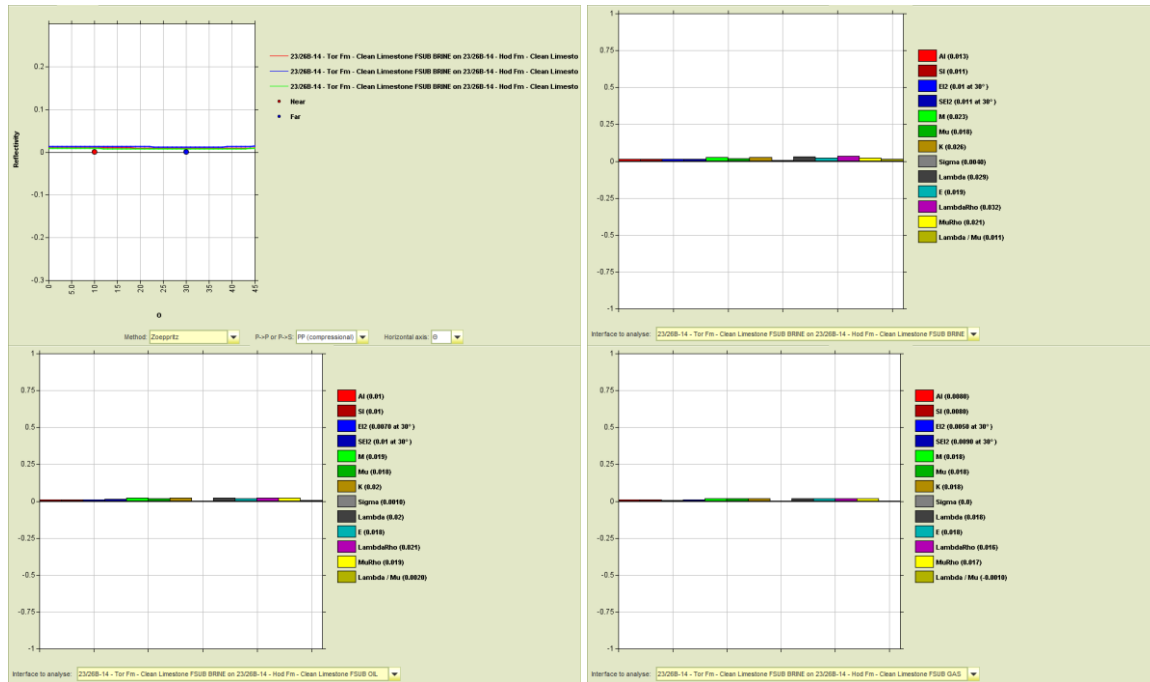 0.2
0.1
0
-0.1
-0.2
-0.3
Reflectivity
0 5.0 10 15 20 25 30 35 40 45
Θ
23/26B-14 - Tor Fm - Clean Limestone FSUB BRINE on 23/26B-14 - Hod Fm - Clean Limesto
23/26B-14 - Tor Fm - Clean Limestone FSUB BRINE on 23/26B-14 - Hod Fm - Clean Limesto
23/26B-14 - Tor Fm - Clean Limestone FSUB BRINE on 23/26B-14 - Hod Fm - Clean Limesto
Near
Far
Method: Zoeppritz P->P or P->S: PP (compressional) Horizontal axis: Θ
1
0.75
0.5
0.25
0
-0.25
-0.5
-0.75
-1
AI (0.013)
SI (0.011)
EI2 (0.01 at 30°)
SEI2 (0.011 at 30°)
M (0.023)
Mu (0.018)
K (0.026)
Sigma (0.0040)
Lambda (0.029)
E (0.019)
LambdaRho (0.032)
MuRho (0.021)
Lambda / Mu (0.011)
Interface to analyse: 23/26B-14 - Tor Fm - Clean Limestone FSUB BRINE on 23/26B-14 - Hod Fm - Clean Limestone FSUB BRINE
1
0.75
0.5
0.25
0
-0.25
-0.5
-0.75
-1
AI (0.01)
SI (0.01)
EI2 (0.0070 at 30°)
SEI2 (0.01 at 30°)
M (0.019)
Mu (0.018)
K (0.02)
Sigma (0.0010)
Lambda (0.02)
E (0.018)
LambdaRho (0.021)
MuRho (0.019)
Lambda / Mu (0.0020)
Interface to analyse: 23/26B-14 - Tor Fm - Clean Limestone FSUB BRINE on 23/26B-14 - Hod Fm - Clean Limestone FSUB OIL
1
0.75
0.5
0.25
0
-0.25
-0.5
-0.75
-1
AI (0.0080)
SI (0.0080)
EI2 (0.0050 at 30°)
SEI2 (0.0090 at 30°)
M (0.018)
Mu (0.018)
K (0.018)
Sigma (0.0)
Lambda (0.018)
E (0.018)
LambdaRho (0.016)
MuRho (0.017)
Lambda / Mu (-0.0010)
Interface to analyse: 23/26B-14 - Tor Fm - Clean Limestone FSUB BRINE on 23/26B-14 - Hod Fm - Clean Limestone FSUB GAS